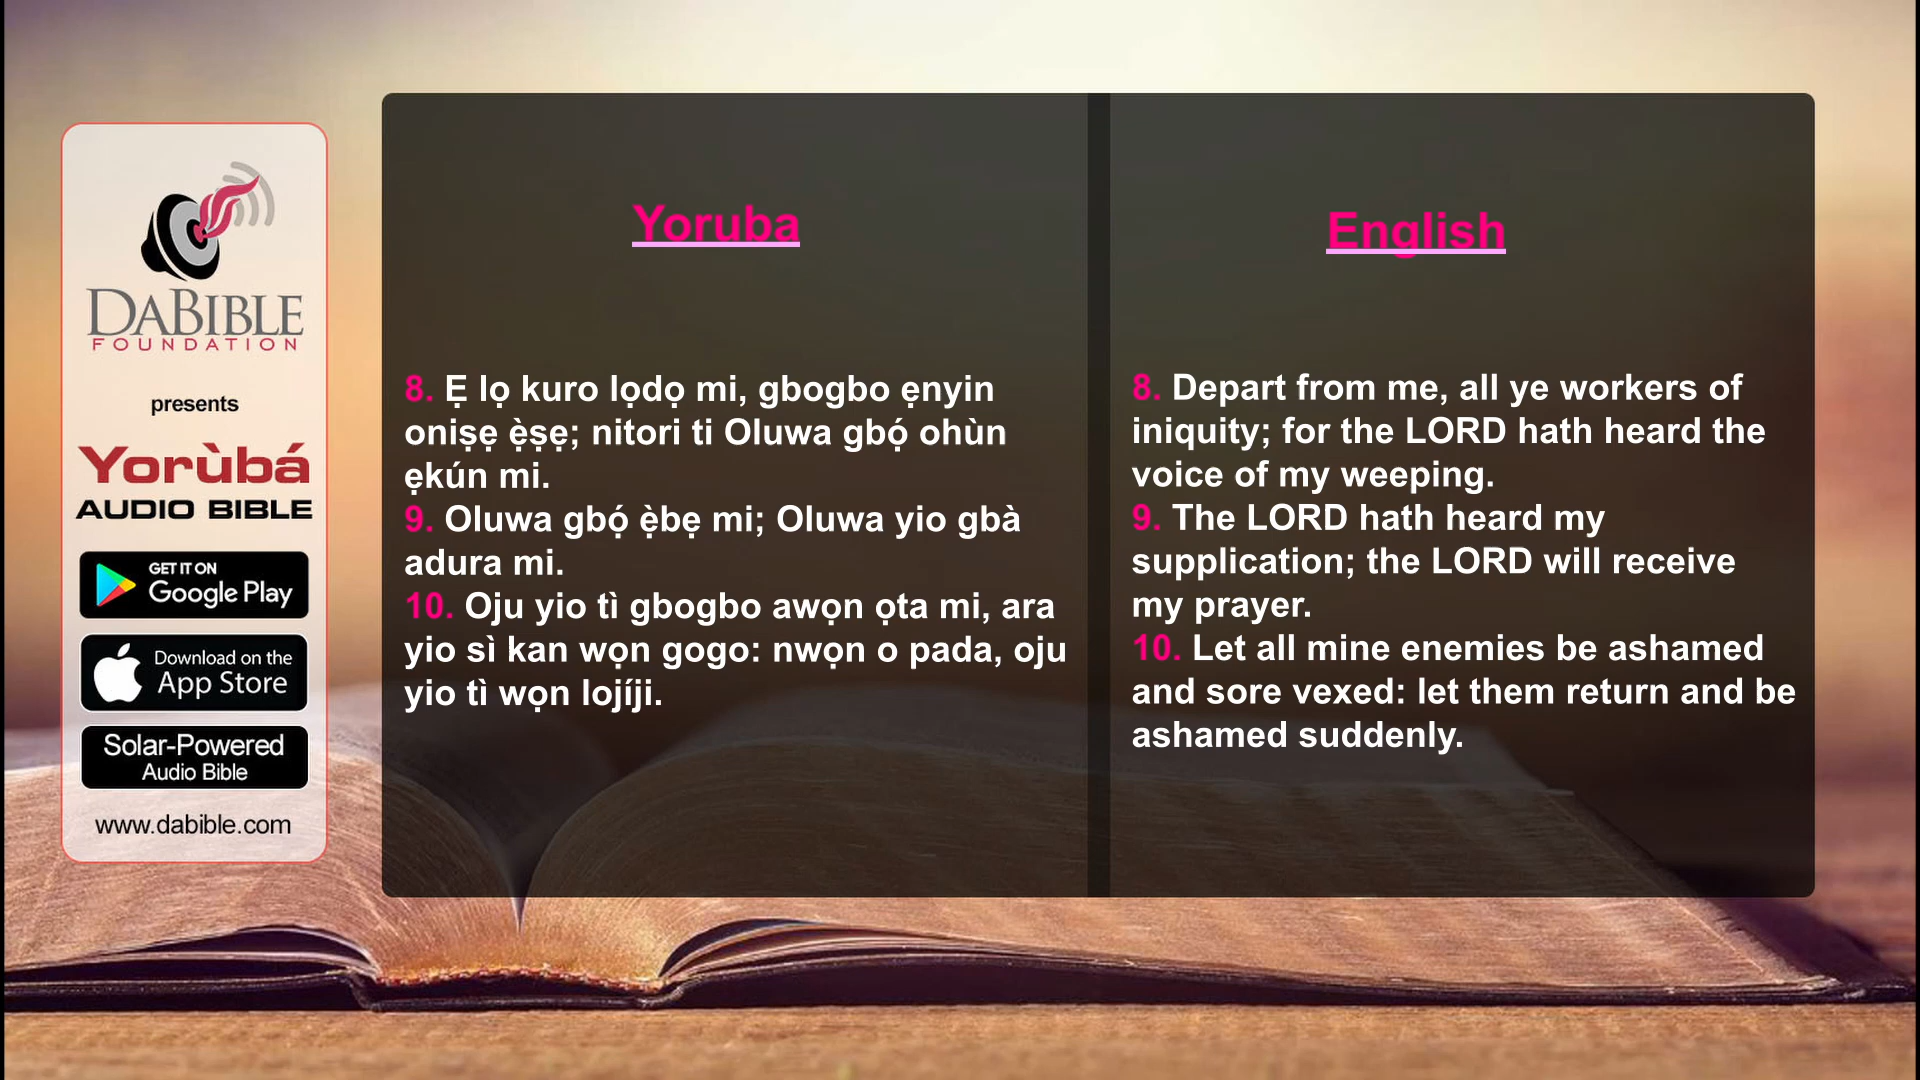 DABIBLE
FOUNDATION
presents
Yorùbá
AUDIO BIBLE
GET IT ON
Google Play
Download on the
App Store
Solar-Powered
Audio Bible
www.dabible.com
Yoruba
8. Ẹ lọ kuro lọdọ mi, gbogbo ẹnyin
oniṣẹ ẹ̀ṣẹ; nitori ti Oluwa gbọ́ ohùn
ẹkún mi.
9. Oluwa gbọ́ ẹ̀bẹ mi; Oluwa yio gbà
adura mi.
10. Oju yio tì gbogbo awọn ọta mi, ara
yio sì kan wọn gogo: nwọn o pada, oju
yio tì wọn lojíji.
English
8. Depart from me, all ye workers of
iniquity; for the LORD hath heard the
voice of my weeping.
9. The LORD hath heard my
supplication; the LORD will receive
my prayer.
10. Let all mine enemies be ashamed
and sore vexed: let them return and be
ashamed suddenly.